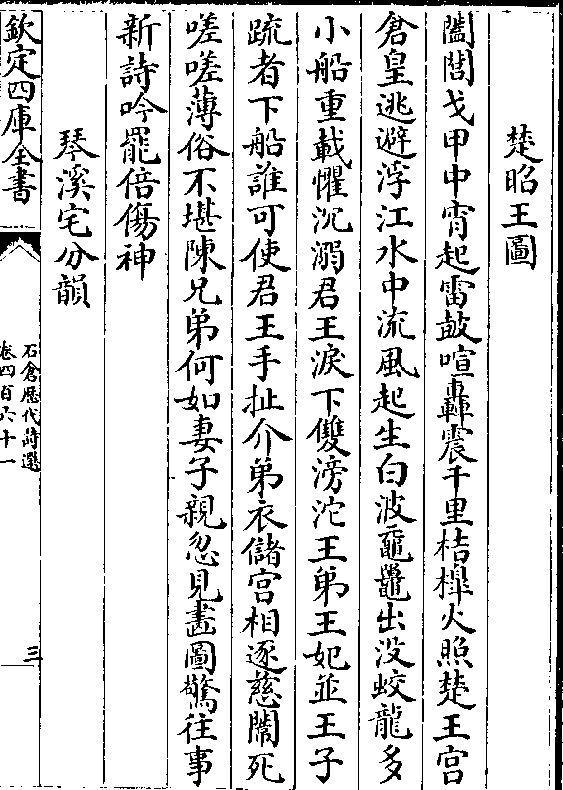 楚昭王圖
闔閭戈甲中宵起雷鼓喧轟震千里桔橰火照楚王宫
倉皇逃避浮江水中流風起生白波黿鼉出没蛟龍多
小船重載懼沉溺君王淚下雙滂沱王弟王妃並王子
疏者下船誰可使君王手扯介弟衣儲宫相逐慈闈死
嗟嗟薄俗不堪陳兄弟何如妻子親忽見畫圖驚往事
新詩吟罷倍傷神
琴溪宅分韻
欽定四庫全書
石倉歷代詩選
卷四百六十一
三